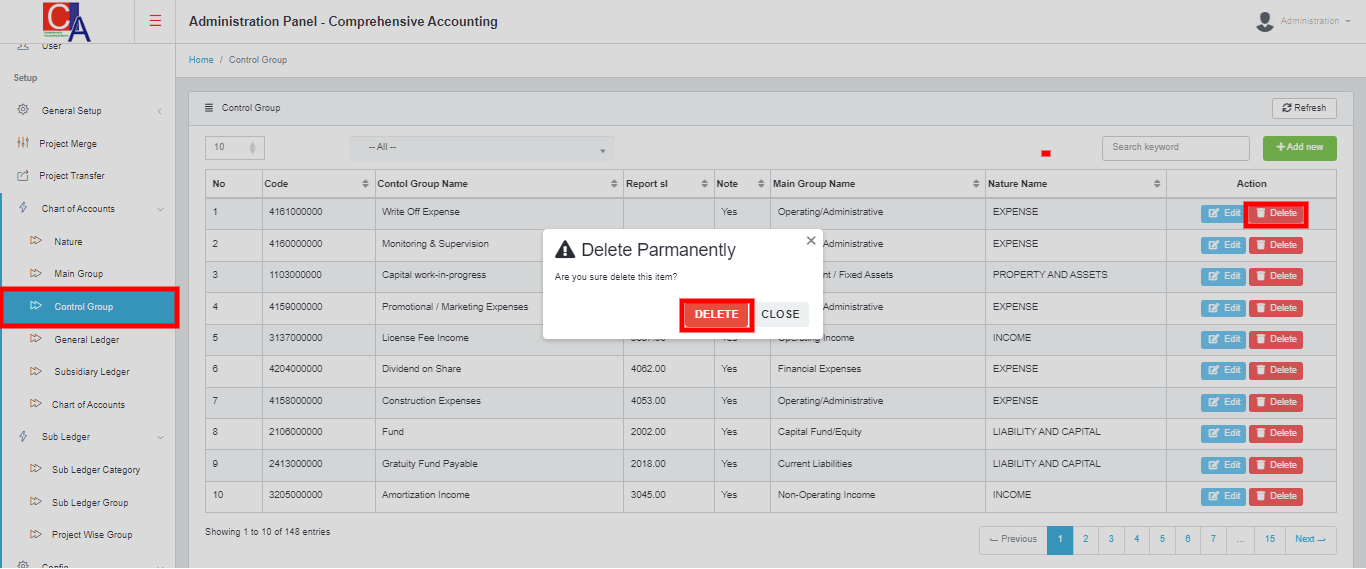 CA
Administration Panel - Comprehensive Accounting
Administration
User
Home / Control Group
Setup
General Setup
Project Merge
Project Transfer
Chart of Accounts
Nature
Main Group
Control Group
General Ledger
Subsidiary Ledger
Chart of Accounts
Sub Ledger
Sub Ledger Category
Sub Ledger Group
Project Wise Group
Config
Control Group
Refresh
10
-- All --
Search keyword
Add new
No Code Contol Group Name Report sl Note Main Group Name Nature Name Action
1 4161000000 Write Off Expense Yes Operating/Administrative EXPENSE Edit Delete
2 4160000000 Monitoring & Supervision Administrative EXPENSE Edit Delete
3 1103000000 Capital work-in-progress / Fixed Assets PROPERTY AND ASSETS Edit Delete
4 4159000000 Promotional / Marketing Expenses Administrative EXPENSE Edit Delete
5 3137000000 License Fee Income Yes Operating Income INCOME Edit Delete
6 4204000000 Dividend on Share 4062.00 Yes Financial Expenses EXPENSE Edit Delete
7 4158000000 Construction Expenses 4053.00 Yes Operating/Administrative EXPENSE Edit Delete
8 2106000000 Fund 2002.00 Yes Capital Fund/Equity LIABILITY AND CAPITAL Edit Delete
9 2413000000 Gratuity Fund Payable 2018.00 Yes Current Liabilities LIABILITY AND CAPITAL Edit Delete
10 3205000000 Amortization Income 3045.00 Yes Non-Operating Income INCOME Edit Delete
Delete Parmanently
Are you sure delete this item?
DELETE CLOSE
Showing 1 to 10 of 148 entries
Previous 1 2 3 4 5 6 7 ... 15 Next